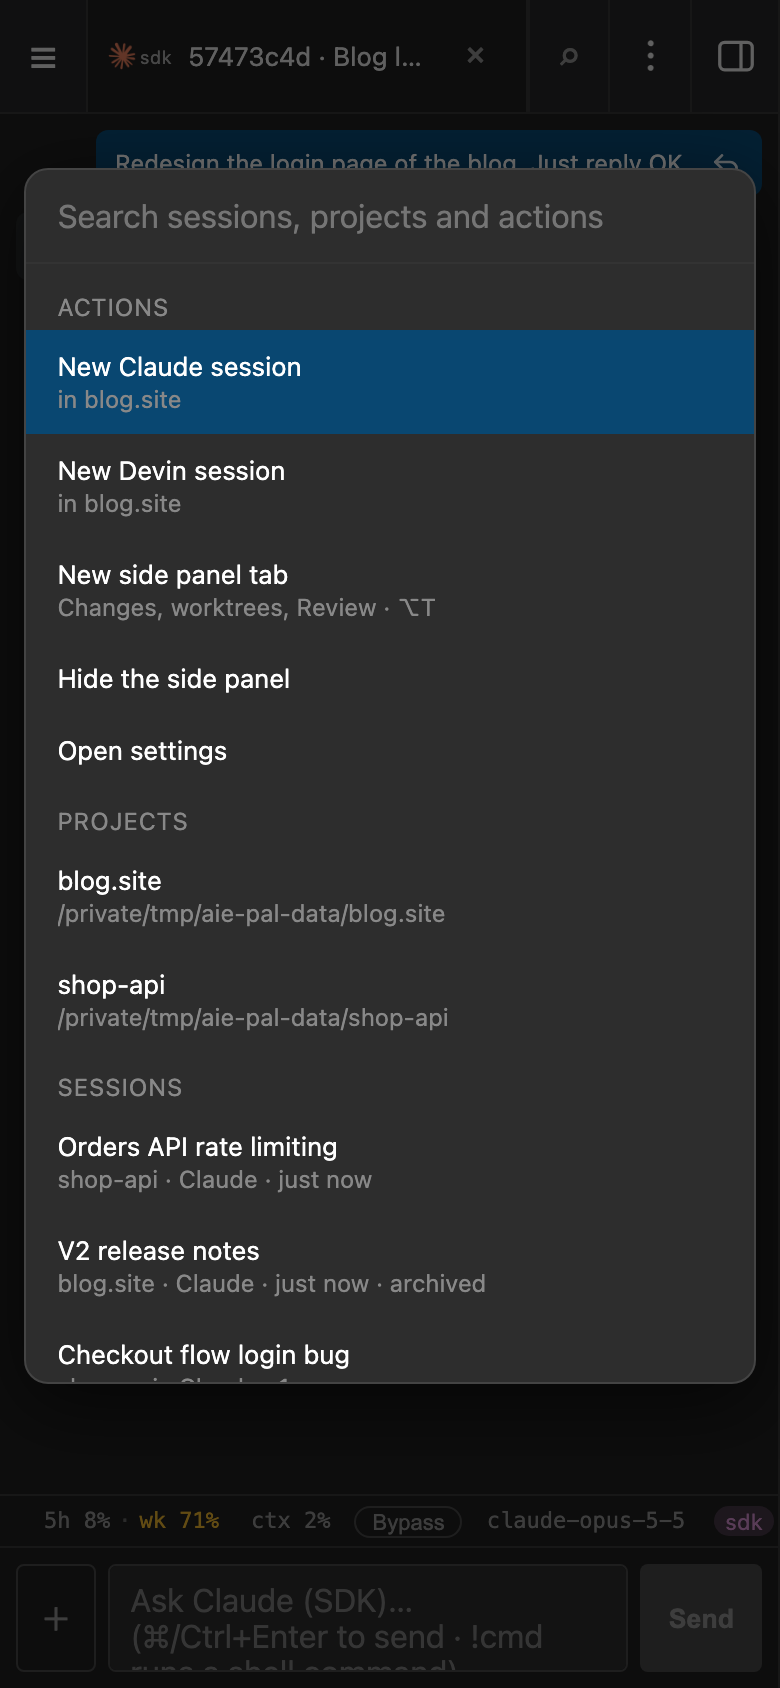 sdk 57473c4d · Blog l...
Redesign the login page of the blog. Just reply OK
Search sessions, projects and actions
ACTIONS
New Claude session
in blog.site
New Devin session
in blog.site
New side panel tab
Changes, worktrees, Review · ⌥T
Hide the side panel
Open settings
PROJECTS
blog.site
/private/tmp/aie-pal-data/blog.site
shop-api
/private/tmp/aie-pal-data/shop-api
SESSIONS
Orders API rate limiting
shop-api · Claude · just now
V2 release notes
blog.site · Claude · just now · archived
Checkout flow login bug
5h 8% · wk 71% ctx 2% Bypass claude-opus-5-5 sdk
Ask Claude (SDK)...
(⌘/Ctrl+Enter to send · !cmd
runs a shell command)
Send